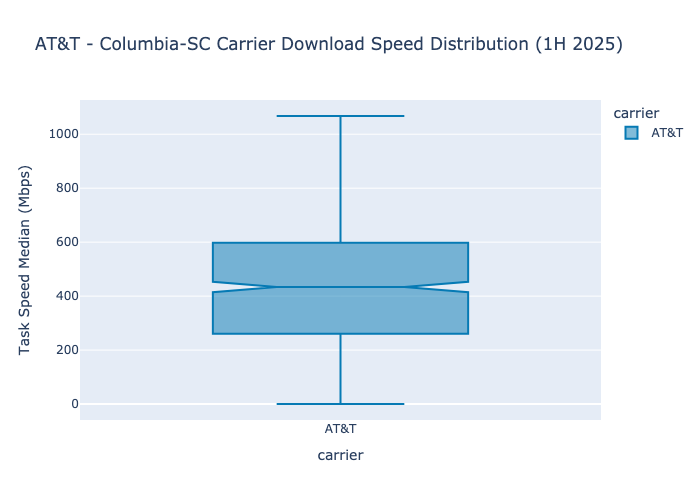 AT&T - Columbia-SC Carrier Download Speed Distribution (1H 2025)
carrier
AT&T
Task Speed Median (Mbps)
1000
800
600
400
200
0
AT&T
carrier